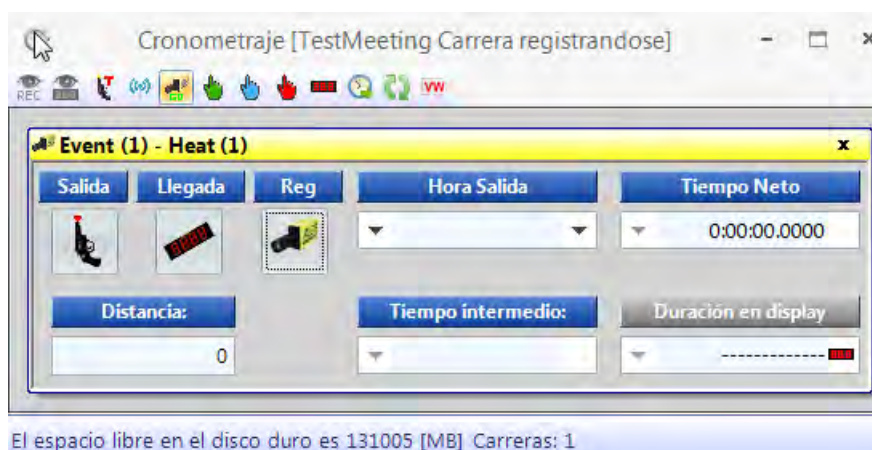 Cronometraje [TestMeeting Carrera registrandose]
REC CD VW
Event (1) - Heat (1)
Salida Llegada Reg Hora Salida Tiempo Neto
0:00:00.0000
Distancia: Tiempo intermedio: Duración en display
0 -------------
El espacio libre en el disco duro es 131005 [MB] Carreras: 1